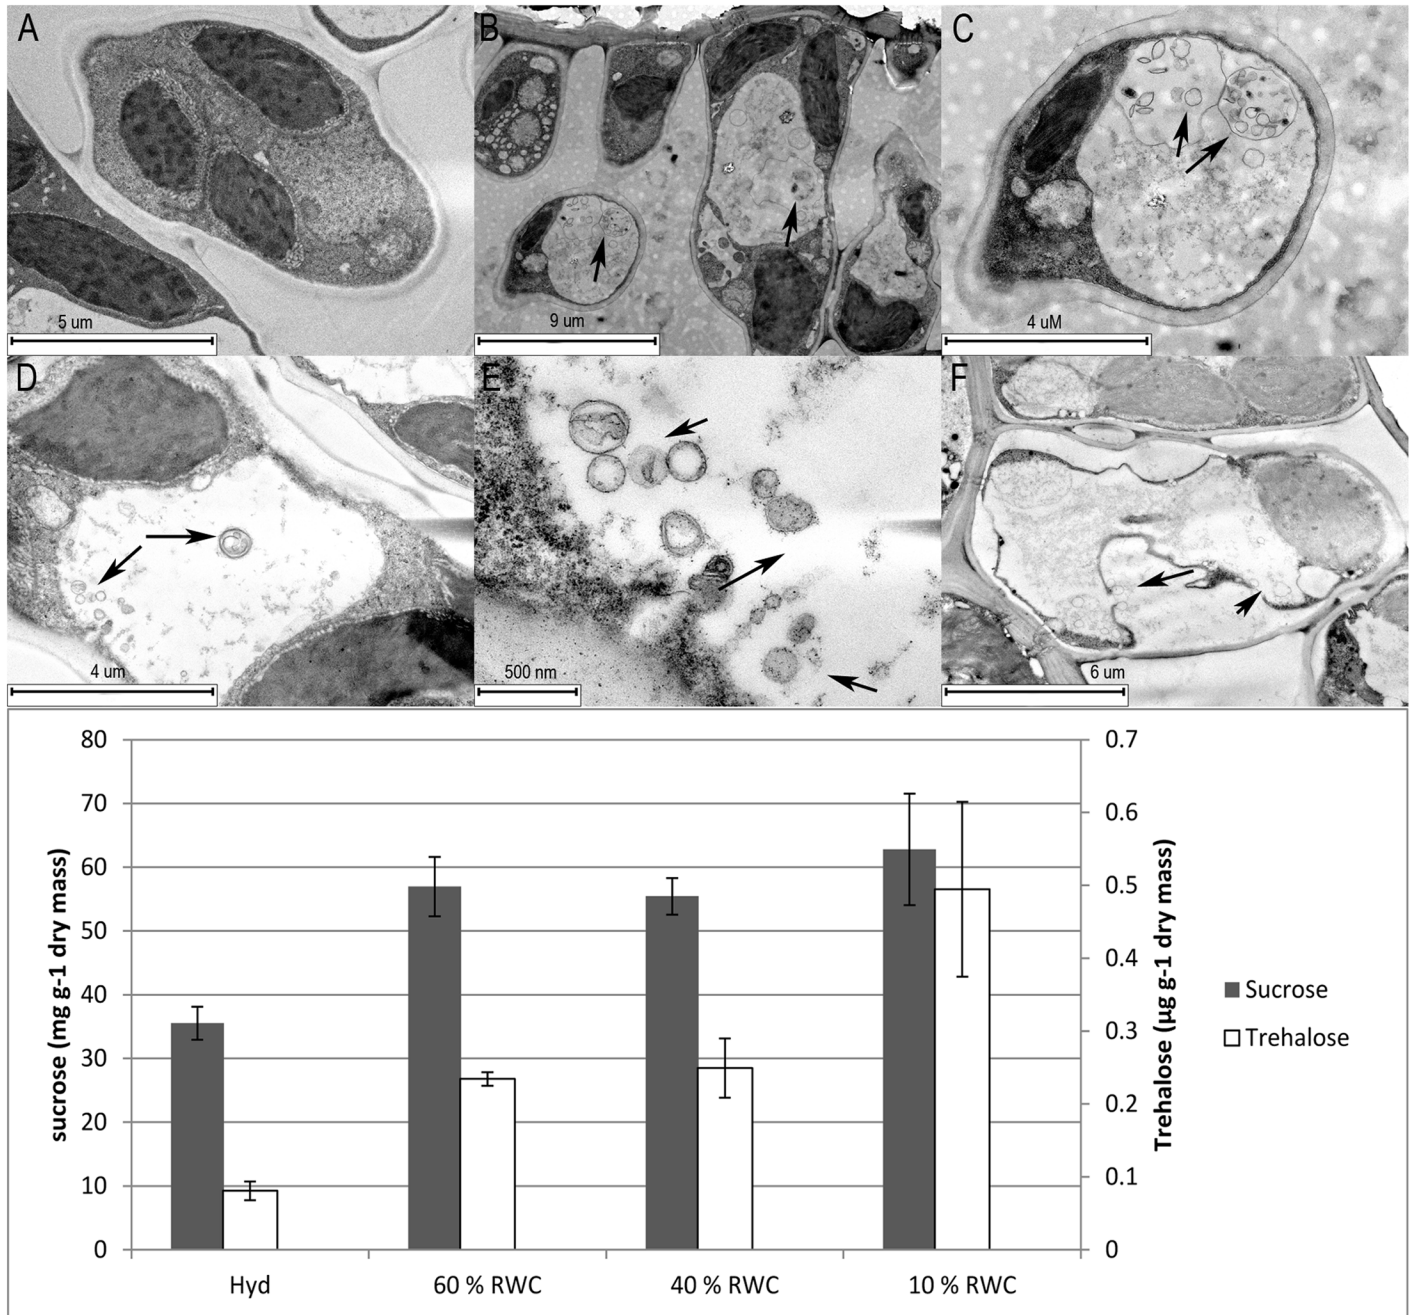 A
B
C
5 um
9 um
4 uM
D
E
F
4 um
500 nm
6 um
sucrose (mg g-1 dry mass)
80
70
60
50
40
30
20
10
0
0.7
0.6
0.5
0.4
0.3
0.2
0.1
0
Trehalose (µg g-1 dry mass)
Sucrose
Trehalose
Hyd
60 % RWC
40 % RWC
10 % RWC